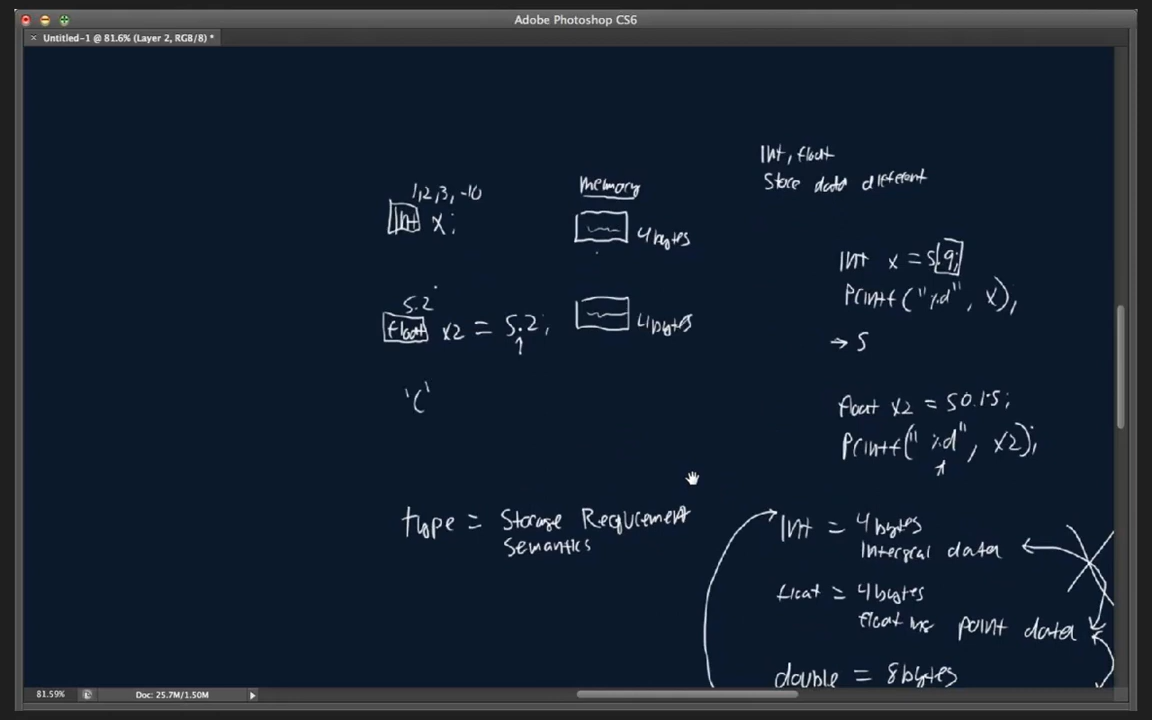 Adobe Photoshop CS6
Untitled-1 @ 81.6% (Layer 2, RGB/8) *
1,2,3, -10
Int x;
memory
4 bytes
5.2
float x2 = 5.2;
4 bytes
'C'
type = Storage Requcement
Semantics
Int, float
Store data different
Int x = 5.9;
Printf("%d", x);
→ 5
float x2 = 50.15;
Printf("%d", x2);
Int = 4 bytes
Intergral data
float = 4 bytes
floating point data
double = 8 bytes
81.59%
Doc: 25.7M/1.50M